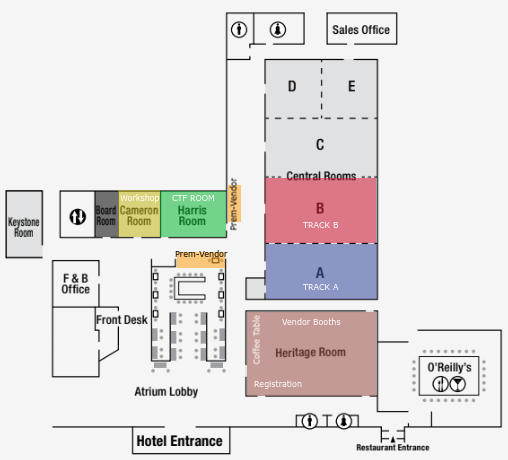 Sales Office
D
E
C
Central Rooms
B
TRACK B
A
TRACK A
Prem-Vendor
Workshop
CTF ROOM
Board
Room
Cameron
Room
Harris
Room
Keystone
Room
Prem-Vendor
F & B
Office
Front Desk
Atrium Lobby
Vendor Booths
Coffee Table
Heritage Room
Registration
O'Reilly's
Hotel Entrance
Restaurant Entrance